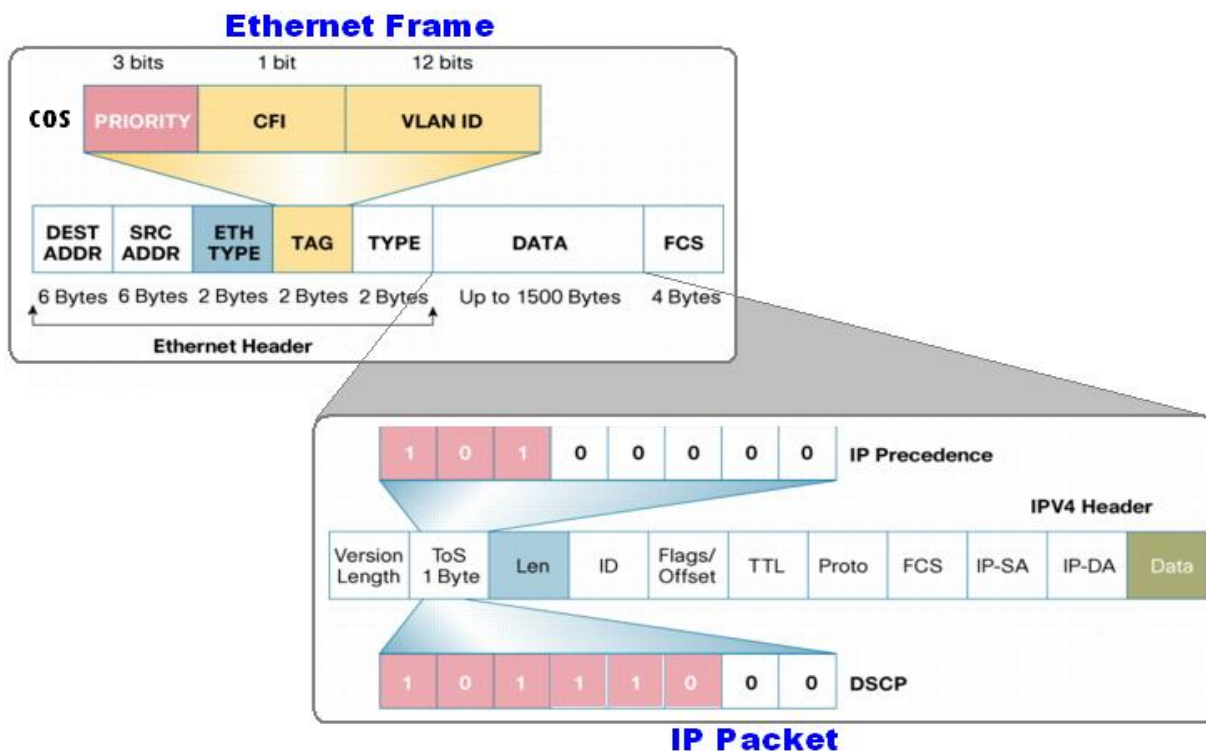 Ethernet Frame
3 bits 1 bit 12 bits
COS PRIORITY CFI VLAN ID
DEST ADDR SRC ADDR ETH TYPE TAG TYPE DATA FCS
6 Bytes 6 Bytes 2 Bytes 2 Bytes 2 Bytes Up to 1500 Bytes 4 Bytes
Ethernet Header
1 0 1 0 0 0 0 0 IP Precedence
IPV4 Header
Version Length ToS 1 Byte Len ID Flags/ Offset TTL Proto FCS IP-SA IP-DA Data
1 0 1 1 1 0 0 0 DSCP
IP Packet